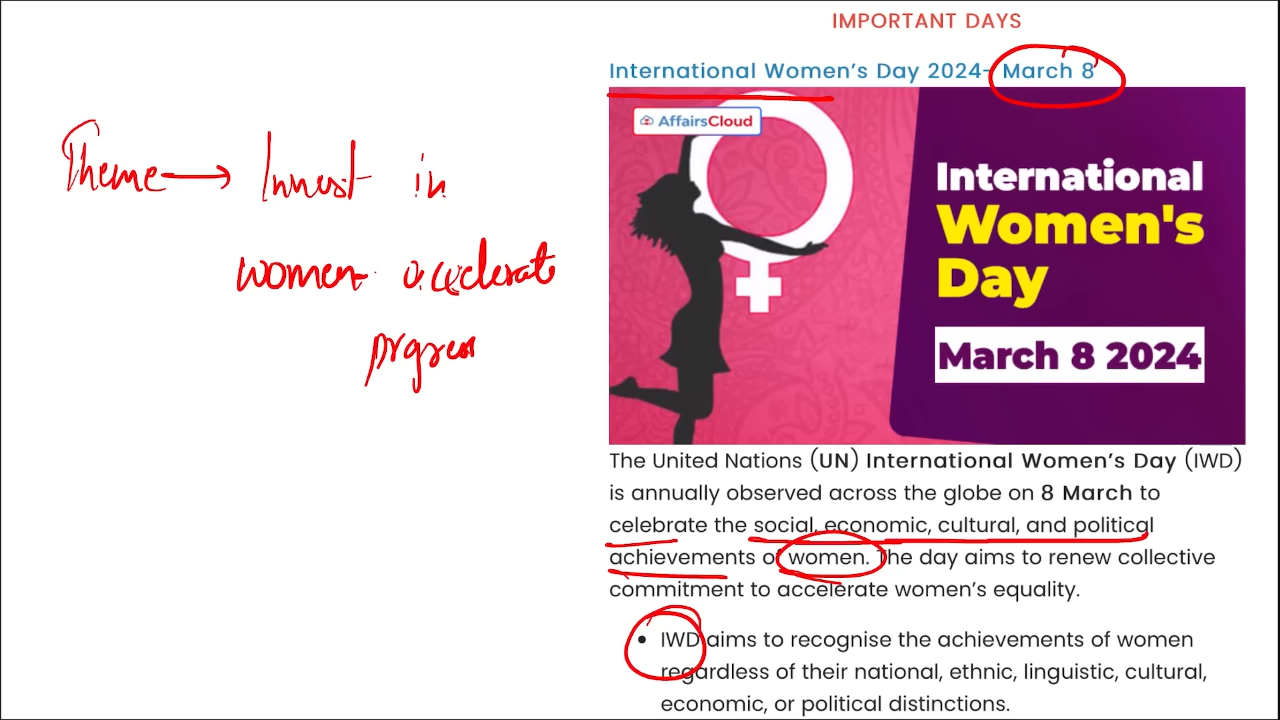 IMPORTANT DAYS
International Women's Day 2024- March 8
AffairsCloud
International
Women's
Day
March 8 2024
Theme → Invest in
women accelerate
progress
The United Nations (UN) International Women's Day (IWD)
is annually observed across the globe on 8 March to
celebrate the social, economic, cultural, and political
achievements of women. The day aims to renew collective
commitment to accelerate women's equality.
• IWD aims to recognise the achievements of women
regardless of their national, ethnic, linguistic, cultural,
economic, or political distinctions.